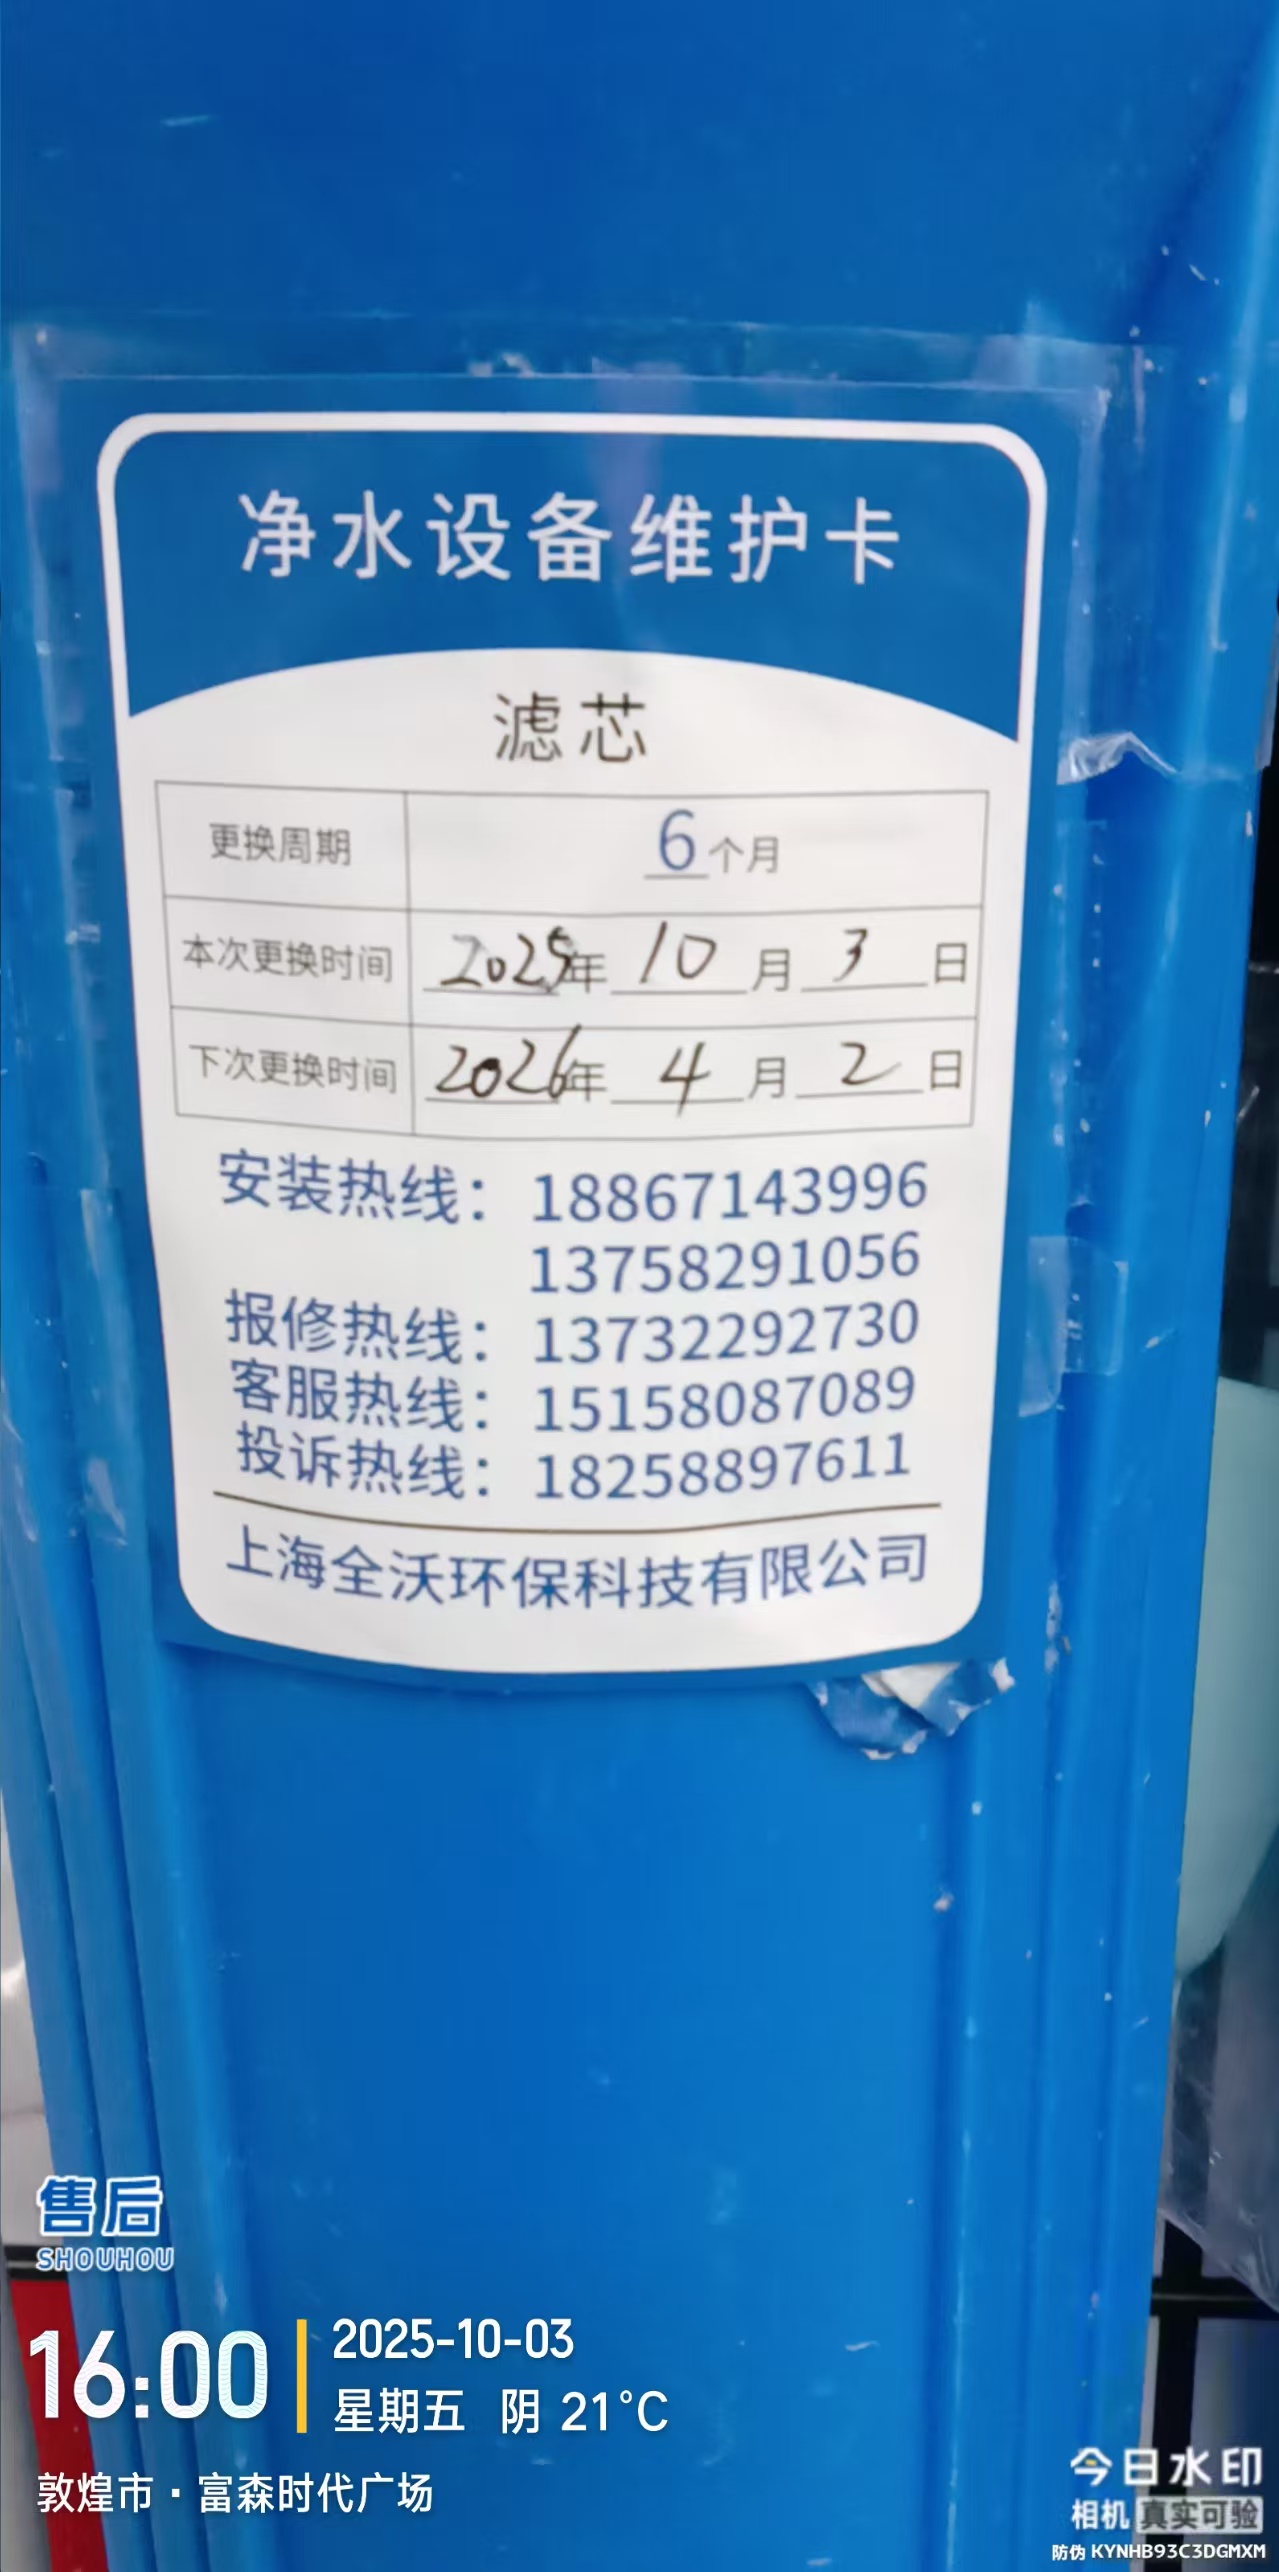 净水设备维护卡
滤芯
更换周期 6个月
本次更换时间 2025年 10月 3日
下次更换时间 2026年 4月 2日
安装热线：18867143996
13758291056
报修热线：13732292730
客服热线：15158087089
投诉热线：18258897611
上海全沃环保科技有限公司
售后
SHOUHOU
16:00
2025-10-03
星期五 阴 21°C
敦煌市·富森时代广场
今日水印
相机 真实可验
防伪 KYNHB93C3DGMXM